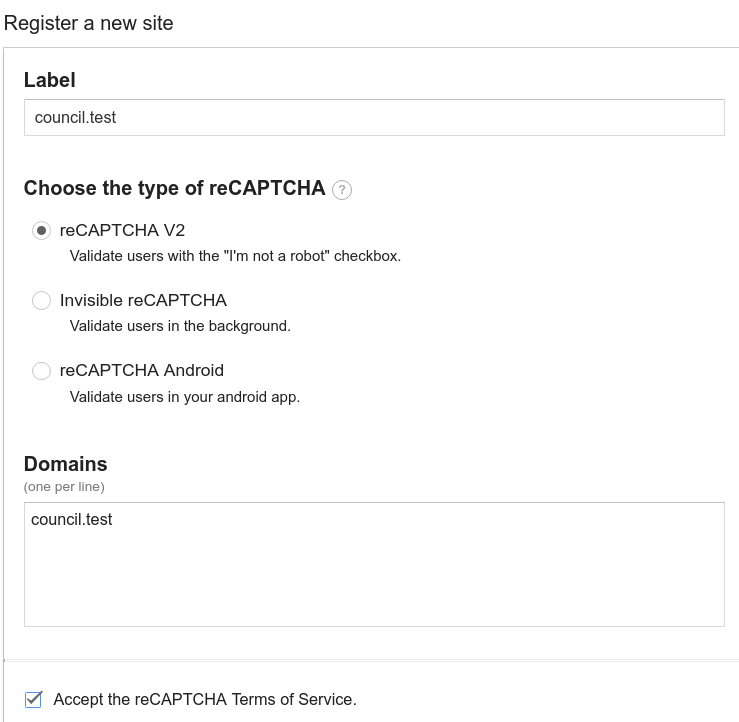 Register a new site
Label
council.test
Choose the type of reCAPTCHA ?
reCAPTCHA V2
Validate users with the "I'm not a robot" checkbox.
Invisible reCAPTCHA
Validate users in the background.
reCAPTCHA Android
Validate users in your android app.
Domains
(one per line)
council.test
Accept the reCAPTCHA Terms of Service.